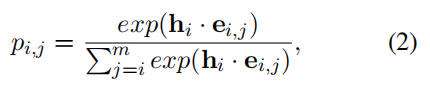 p_{i,j} = \frac{exp(\mathbf{h}_i \cdot \mathbf{e}_{i,j})}{\sum_{j=i}^{m} exp(\mathbf{h}_i \cdot \mathbf{e}_{i,j})}, (2)